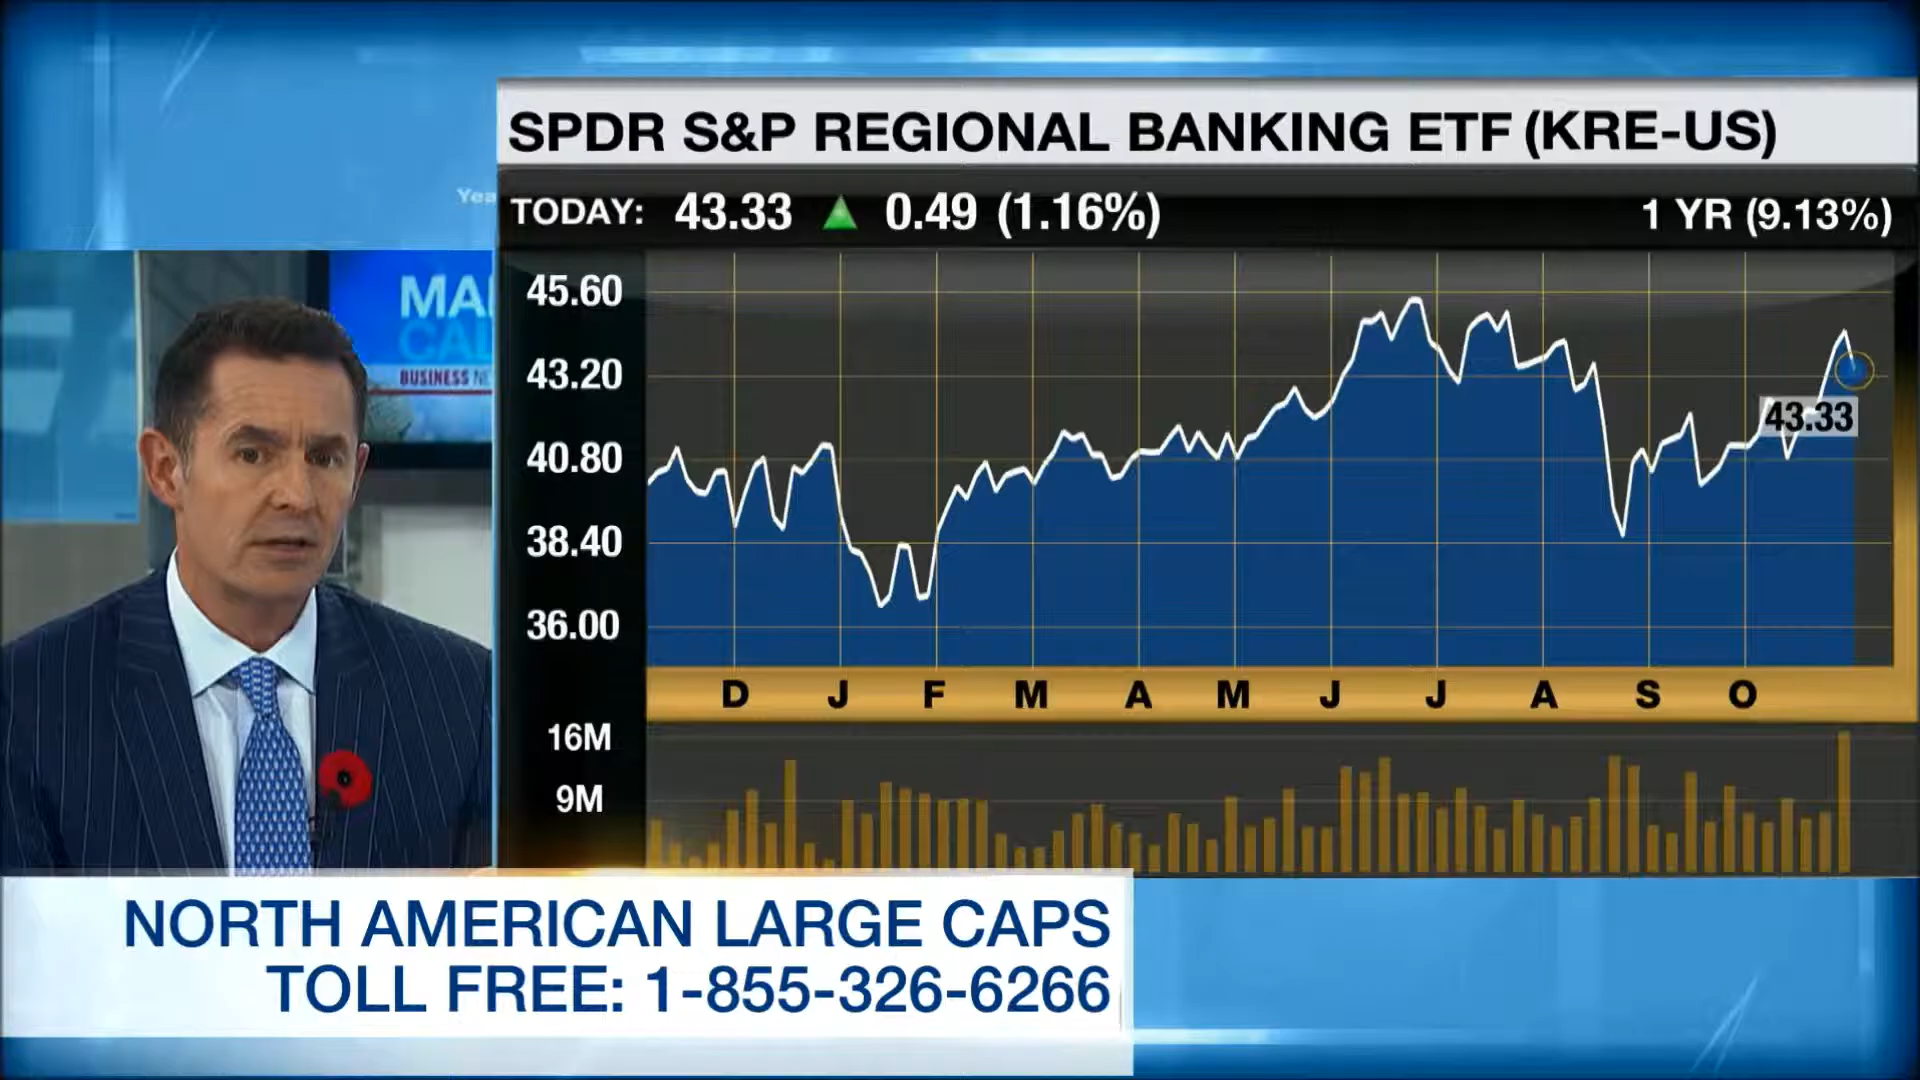 SPDR S&P REGIONAL BANKING ETF (KRE-US)
TODAY: 43.33 ▲ 0.49 (1.16%) 1 YR (9.13%)
45.60
43.20
40.80
38.40
36.00
43.33
D J F M A M J J A S O
16M
9M
BUSINESS
NORTH AMERICAN LARGE CAPS
TOLL FREE: 1-855-326-6266